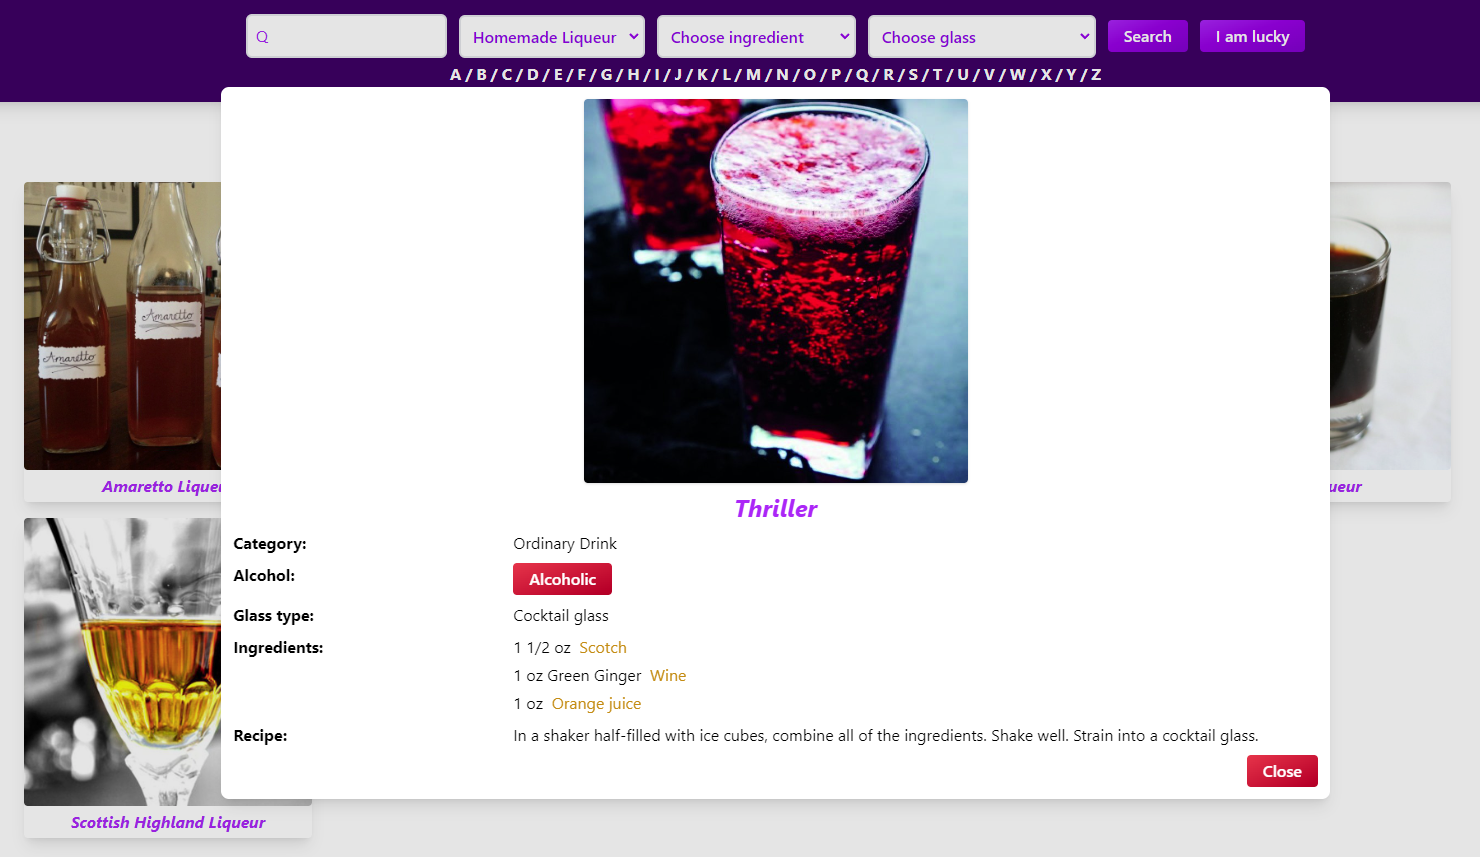 Q
Homemade Liqueur
Choose ingredient
Choose glass
Search
I am lucky
A / B / C / D / E / F / G / H / I / J / K / L / M / N / O / P / Q / R / S / T / U / V / W / X / Y / Z
Amaretto
Amaretto
Amaretto Liqueu
ueur
Scottish Highland Liqueur
Thriller
Category: Ordinary Drink
Alcohol: Alcoholic
Glass type: Cocktail glass
Ingredients: 1 1/2 oz Scotch
1 oz Green Ginger Wine
1 oz Orange juice
Recipe: In a shaker half-filled with ice cubes, combine all of the ingredients. Shake well. Strain into a cocktail glass.
Close